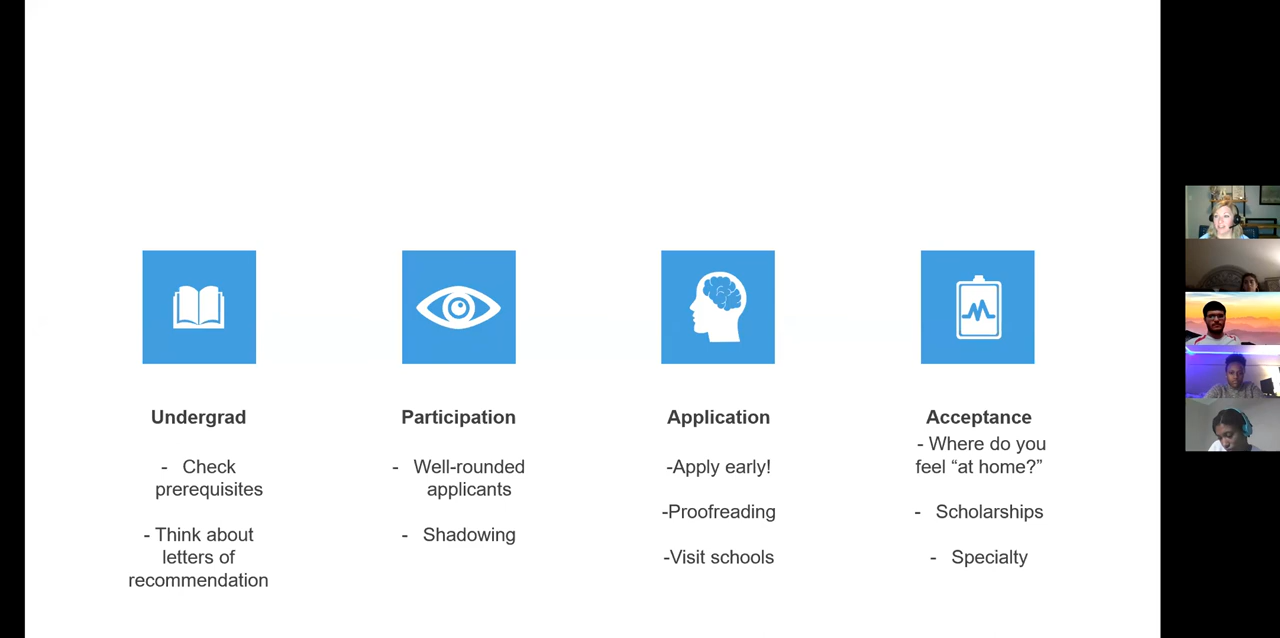 Undergrad
- Check
prerequisites
- Think about
letters of
recommendation
Participation
- Well-rounded
applicants
- Shadowing
Application
-Apply early!
-Proofreading
-Visit schools
Acceptance
- Where do you
feel “at home?”
- Scholarships
- Specialty